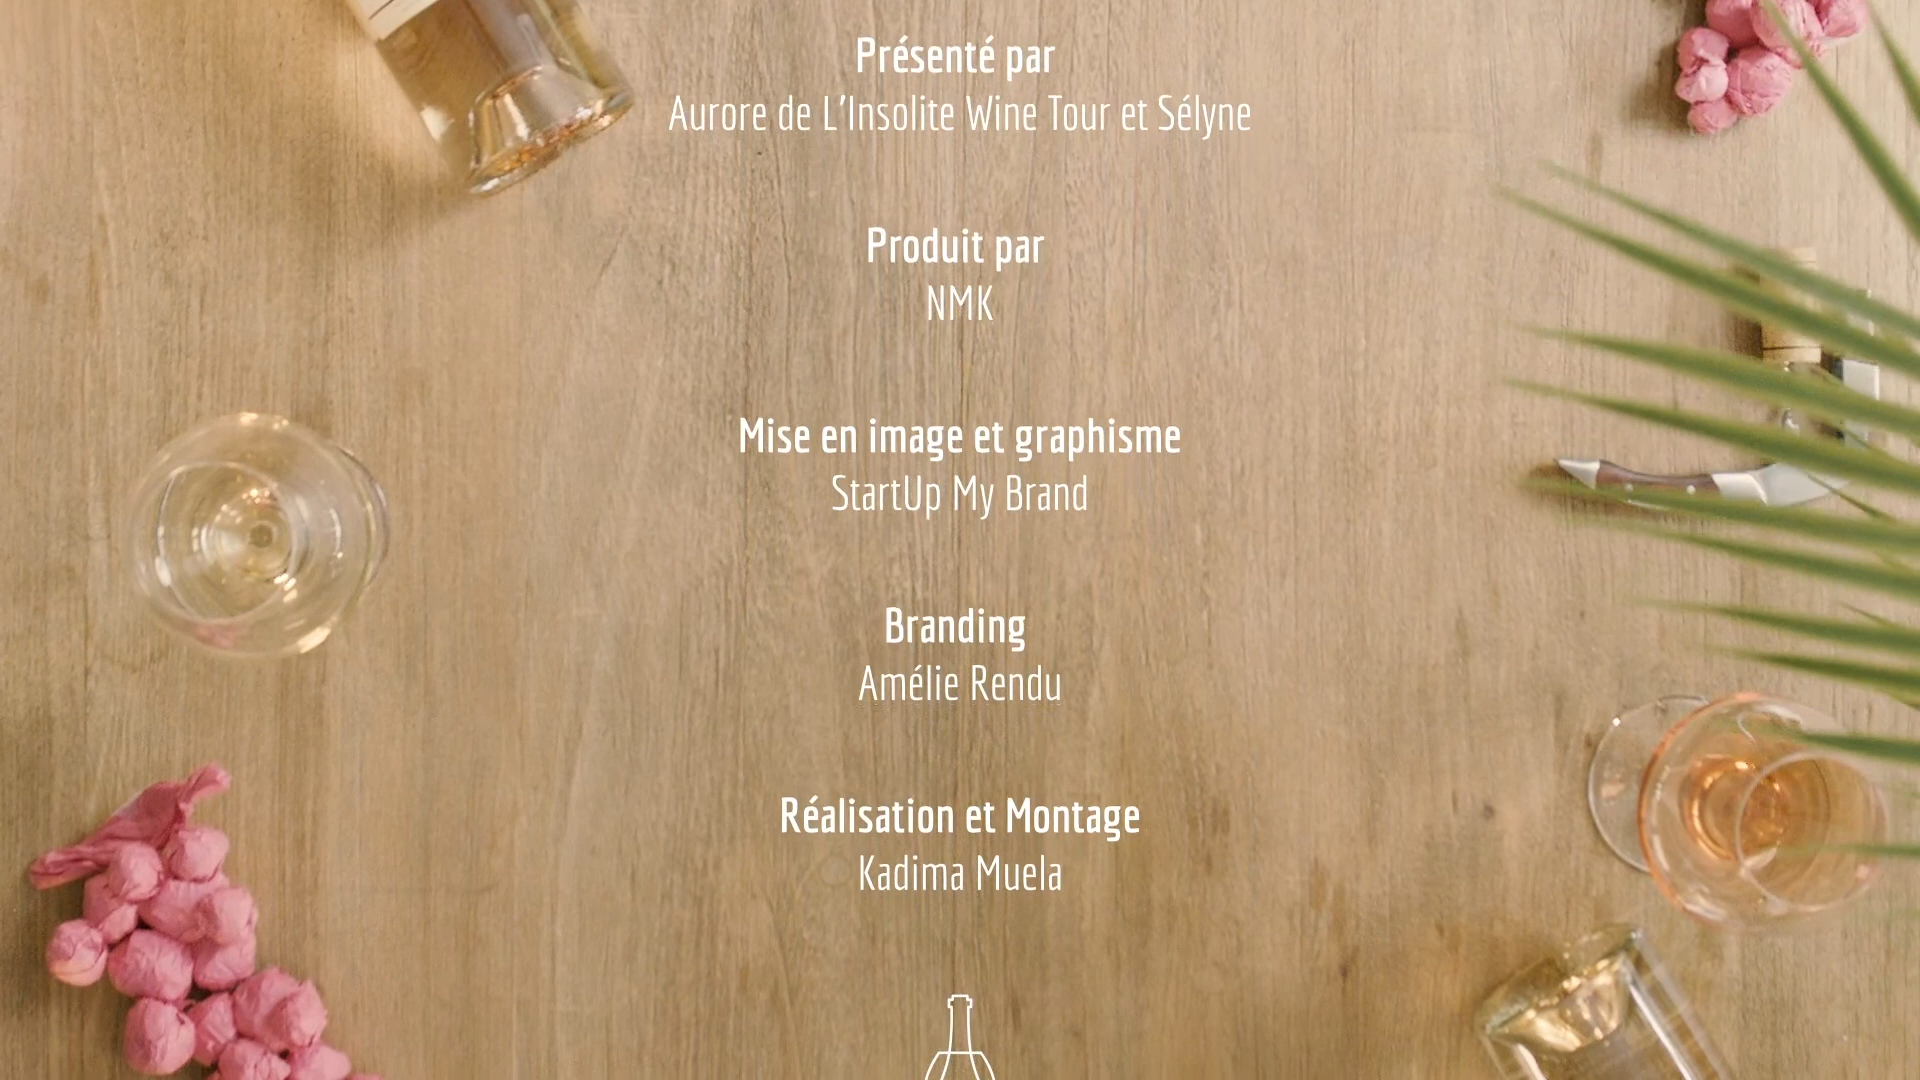 Présenté par
Aurore de L'Insolite Wine Tour et Sélyne
Produit par
NMK
Mise en image et graphisme
StartUp My Brand
Branding
Amélie Rendu
Réalisation et Montage
Kadima Muela